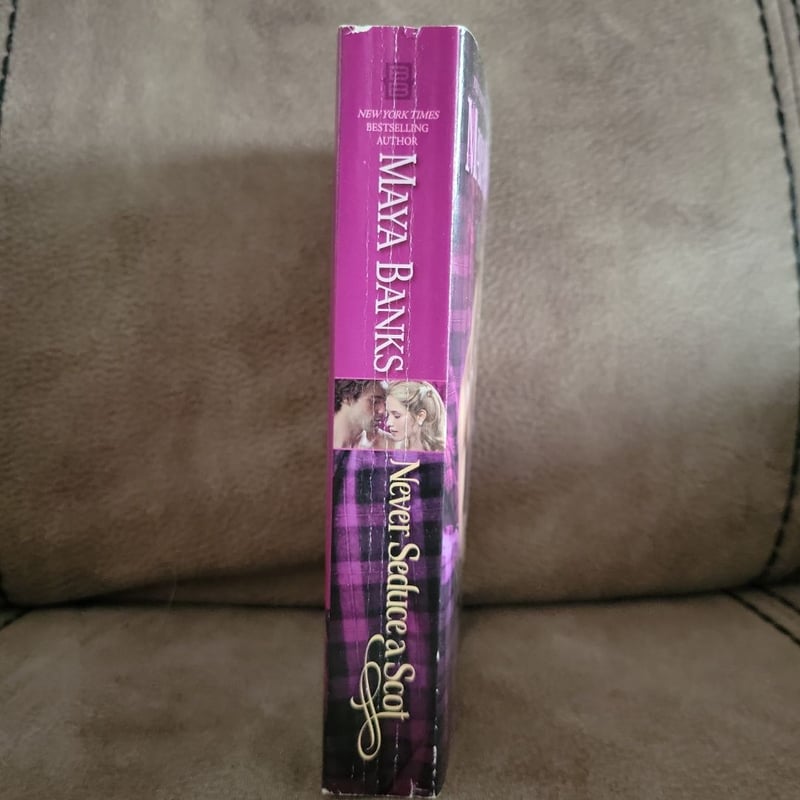 NEW YORK TIMES
BESTSELLING
AUTHOR
MAYA BANKS
Never Seduce a Scot